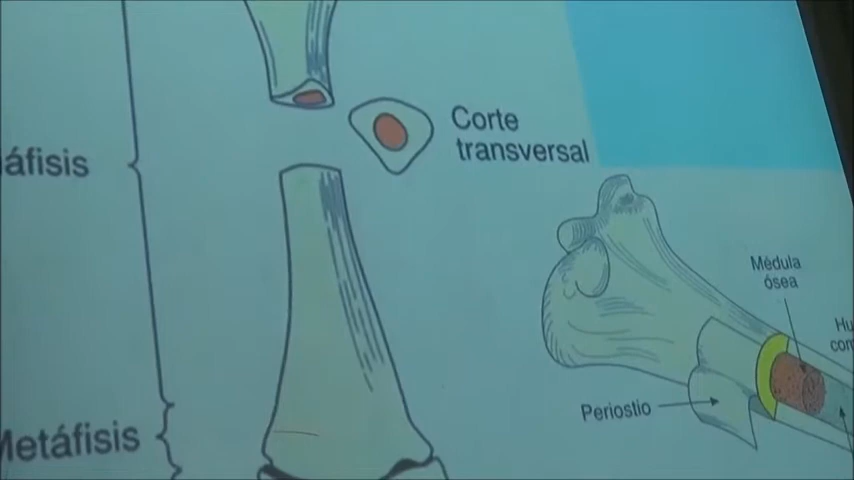 Corte
transversal
áfisis
Médula
ósea
Periostio
Metáfisis